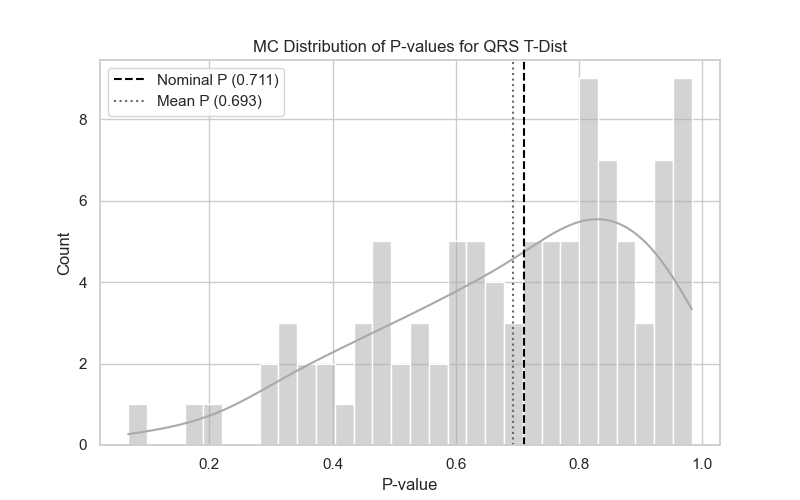 MC Distribution of P-values for QRS T-Dist
Nominal P (0.711)
Mean P (0.693)
8
6
4
2
0
Count
0.2 0.4 0.6 0.8 1.0
P-value